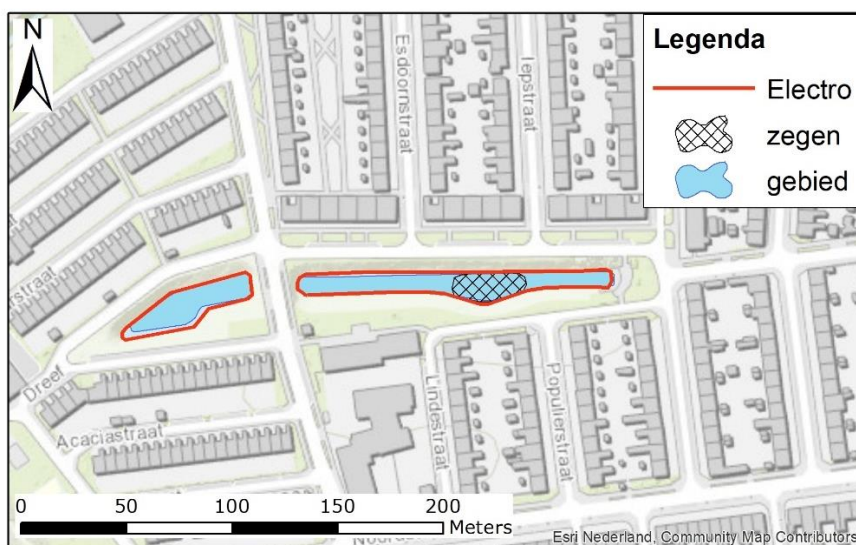 N
Legenda
Electro
zegen
gebied
Esdoornstraat
Iepstraat
Dreef
Acaciastraat
Lindestraat
Populierstraat
0 50 100 150 200
Meters
Esri Nederland, Community Map Contributors